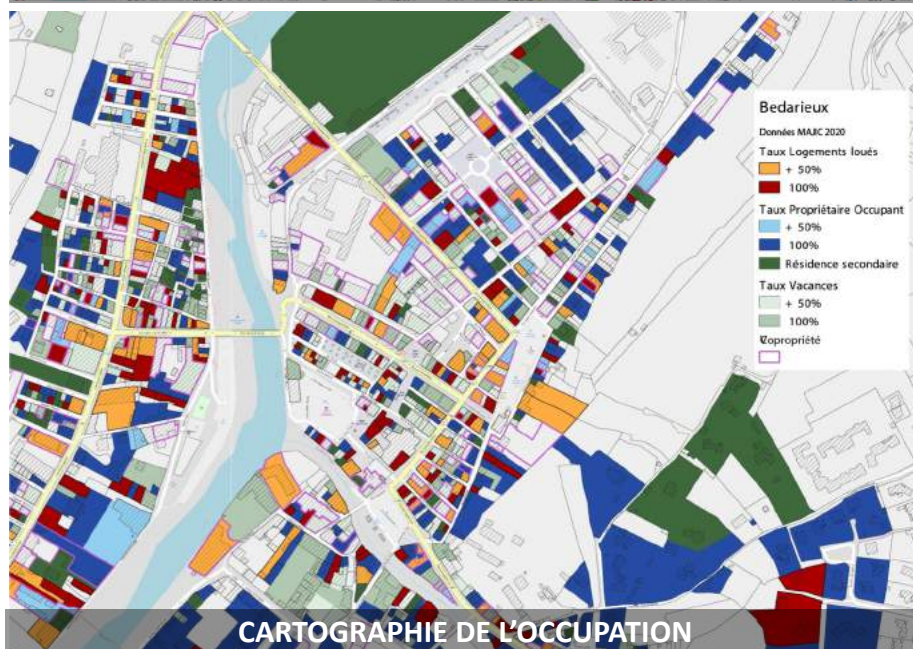 Bedarieux
Données MAJIC 2020
Taux Logements loués
+ 50%
100%
Taux Propriétaire Occupant
+ 50%
100%
Résidence secondaire
Taux Vacances
+ 50%
100%
Copropriété
CARTOGRAPHIE DE L’OCCUPATION